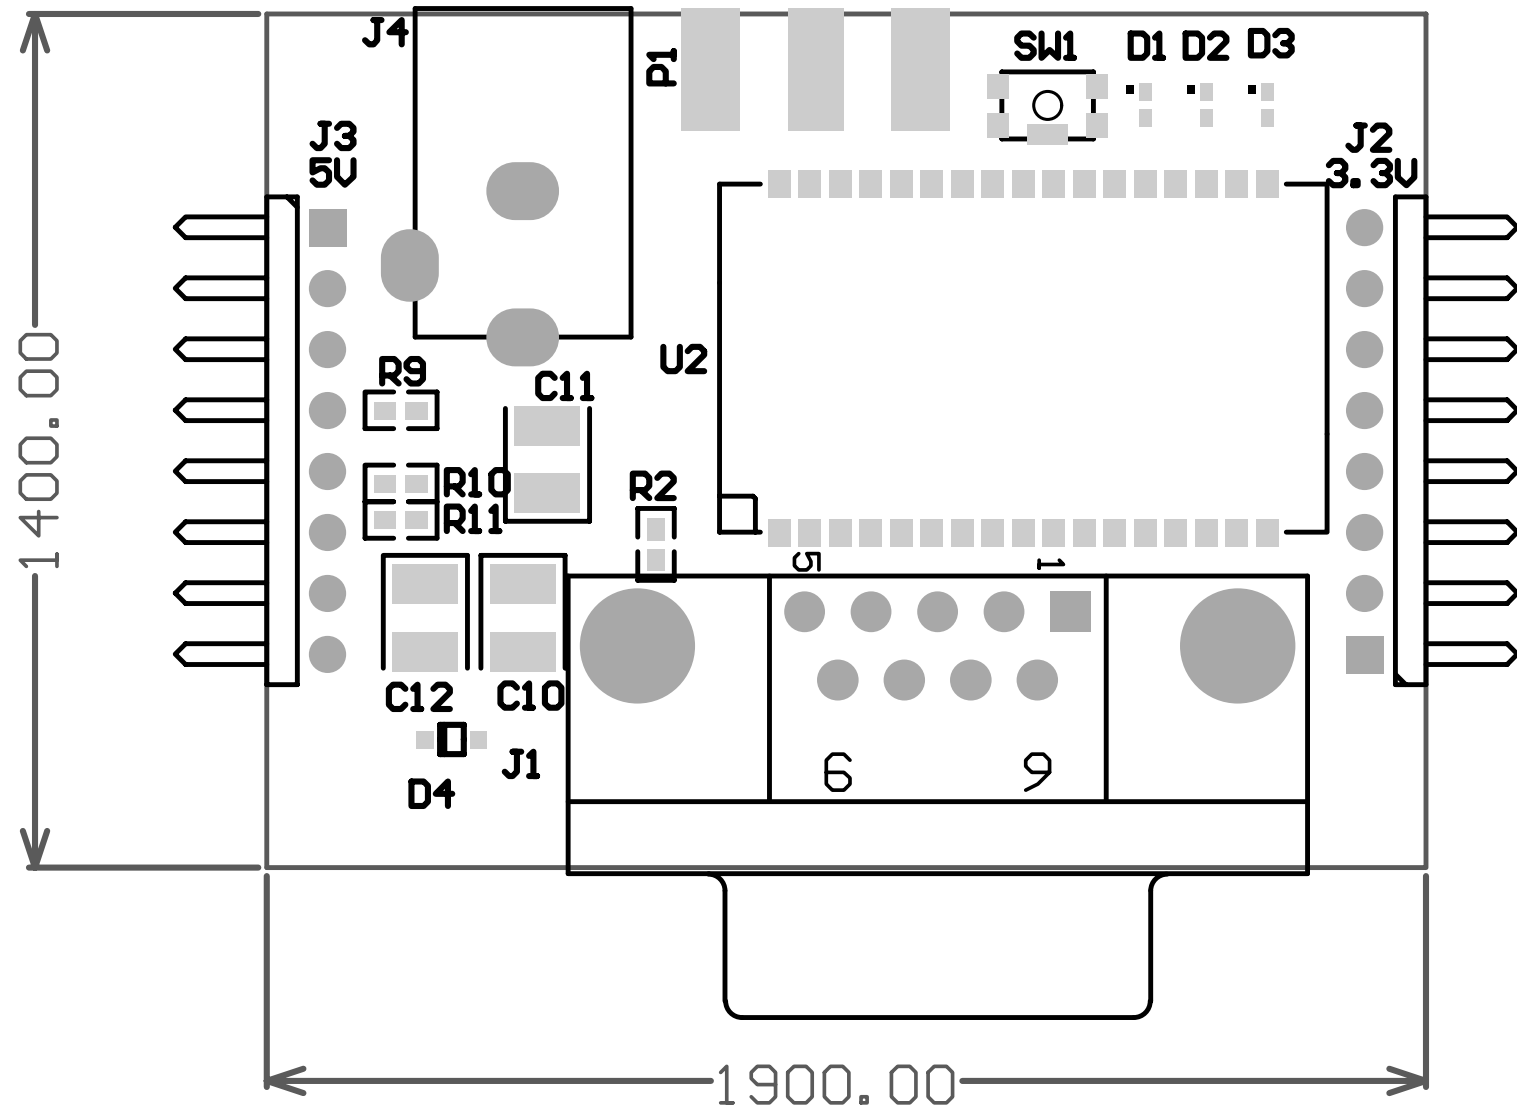 J4
P1
SW1 D1 D2 D3
J3
5V
J2
3.3V
U2
R9
C11
R10
R11
R2
5 1
C12 C10
J1
D4
6 9
1400.00
1900.00